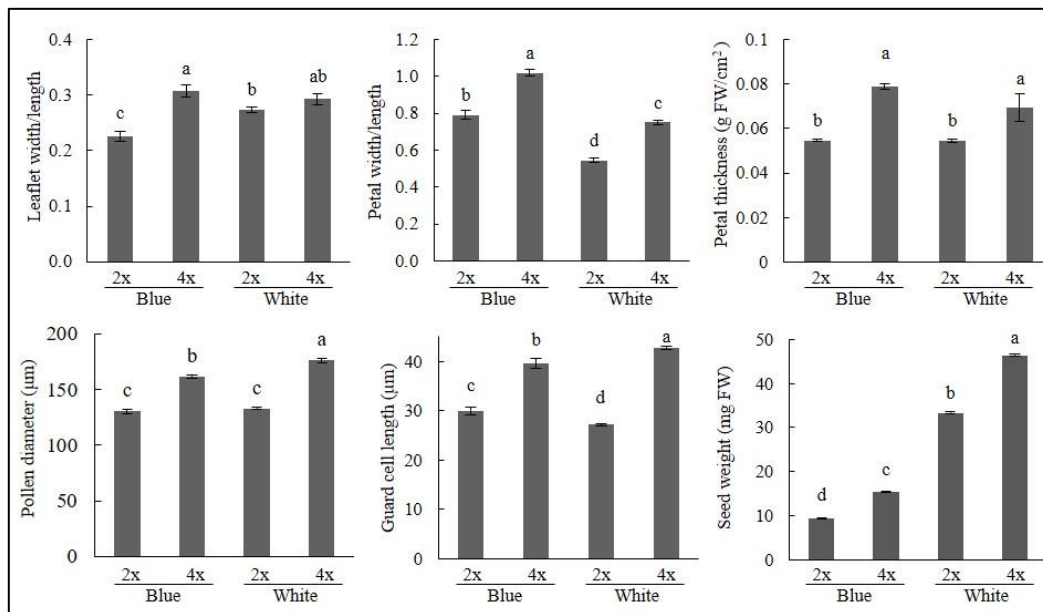 Leaflet width/length
0.4
0.3
0.2
0.1
0.0
c
a
b
ab
2x
4x
2x
4x
Blue
White
Petal width/length
1.2
1.0
0.8
0.6
0.4
0.2
0.0
b
a
d
c
2x
4x
2x
4x
Blue
White
Petal thickness (g FW/cm²)
0.1
0.08
0.06
0.04
0.02
0
b
a
b
a
2x
4x
2x
4x
Blue
White
Pollen diameter (μm)
200
150
100
50
0
c
b
c
a
2x
4x
2x
4x
Blue
White
Guard cell length (μm)
40
30
20
10
0
c
b
d
a
2x
4x
2x
4x
Blue
White
Seed weight (mg FW)
50
40
30
20
10
0
d
c
b
a
2x
4x
2x
4x
Blue
White